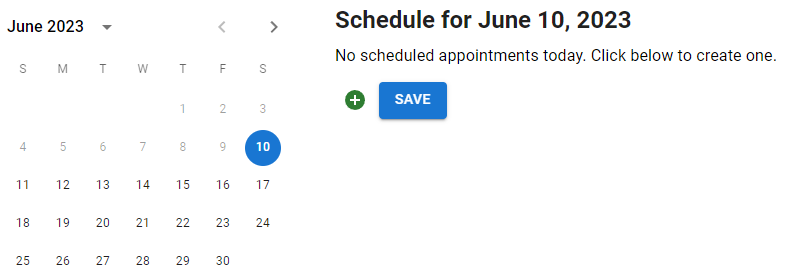 June 2023
S M T W T F S
1 2 3
4 5 6 7 8 9 10
11 12 13 14 15 16 17
18 19 20 21 22 23 24
25 26 27 28 29 30
Schedule for June 10, 2023
No scheduled appointments today. Click below to create one.
SAVE